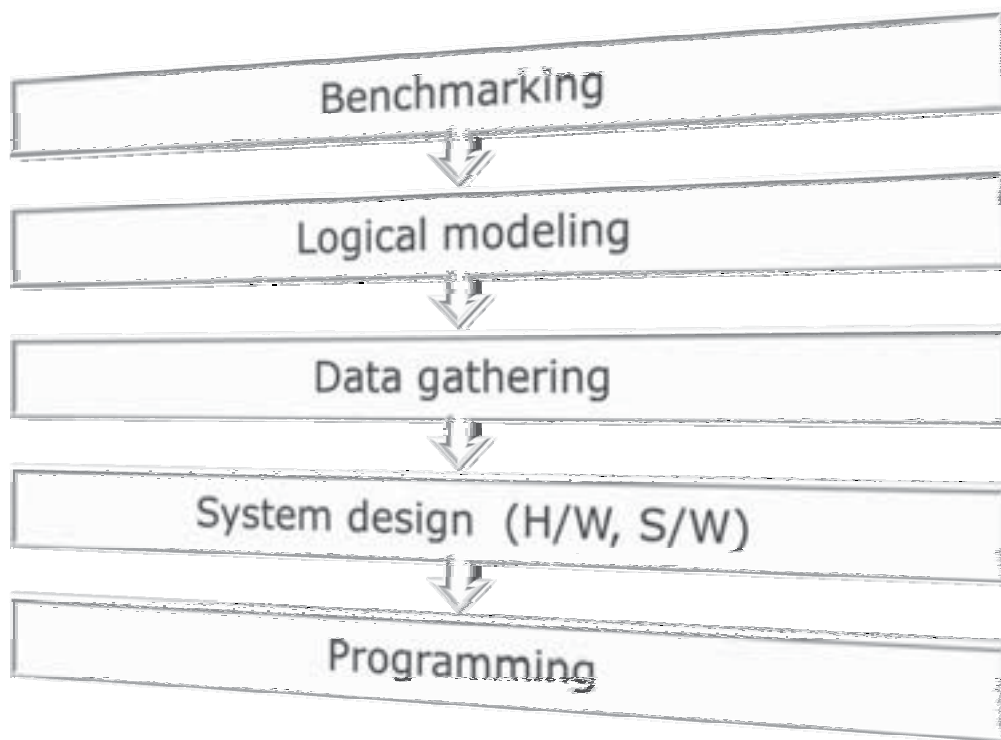 Benchmarking
Logical modeling
Data gathering
System design (H/W, S/W)
Programming